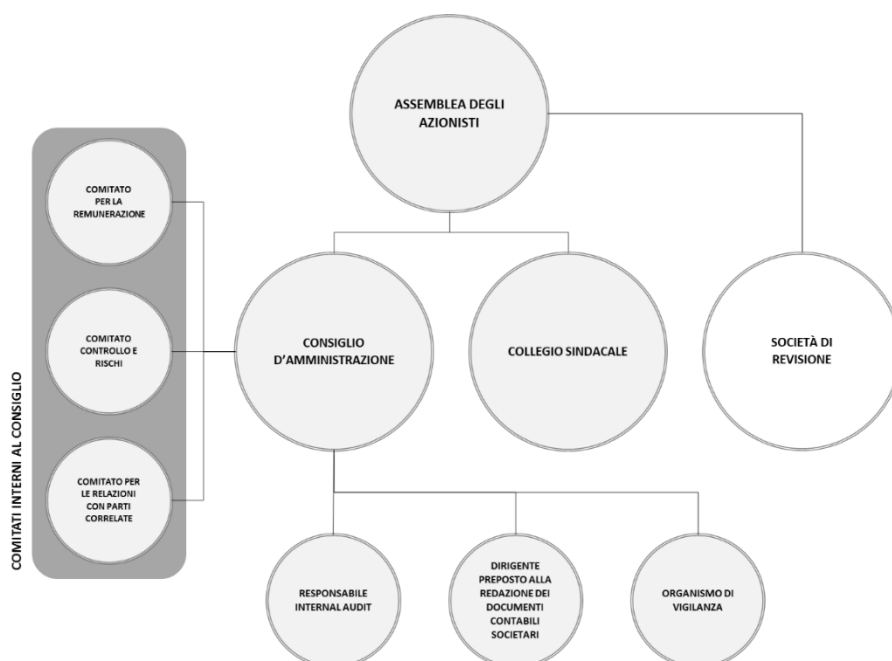 ASSEMBLEA DEGLI
AZIONISTI
COMITATO
PER LA
REMUNERAZIONE
COMITATO
CONTROLLO E
RISCHI
COMITATO PER
LE RELAZIONI
CON PARTI
CORRELATE
COMITATI INTERNI AL CONSIGLIO
CONSIGLIO
D'AMMINISTRAZIONE
COLLEGIO SINDACALE
SOCIETÀ DI
REVISIONE
RESPONSABILE
INTERNAL AUDIT
DIRIGENTE
PREPOSTO ALLA
REDAZIONE DEI
DOCUMENTI
CONTABILI
SOCIETARI
ORGANISMO DI
VIGILANZA